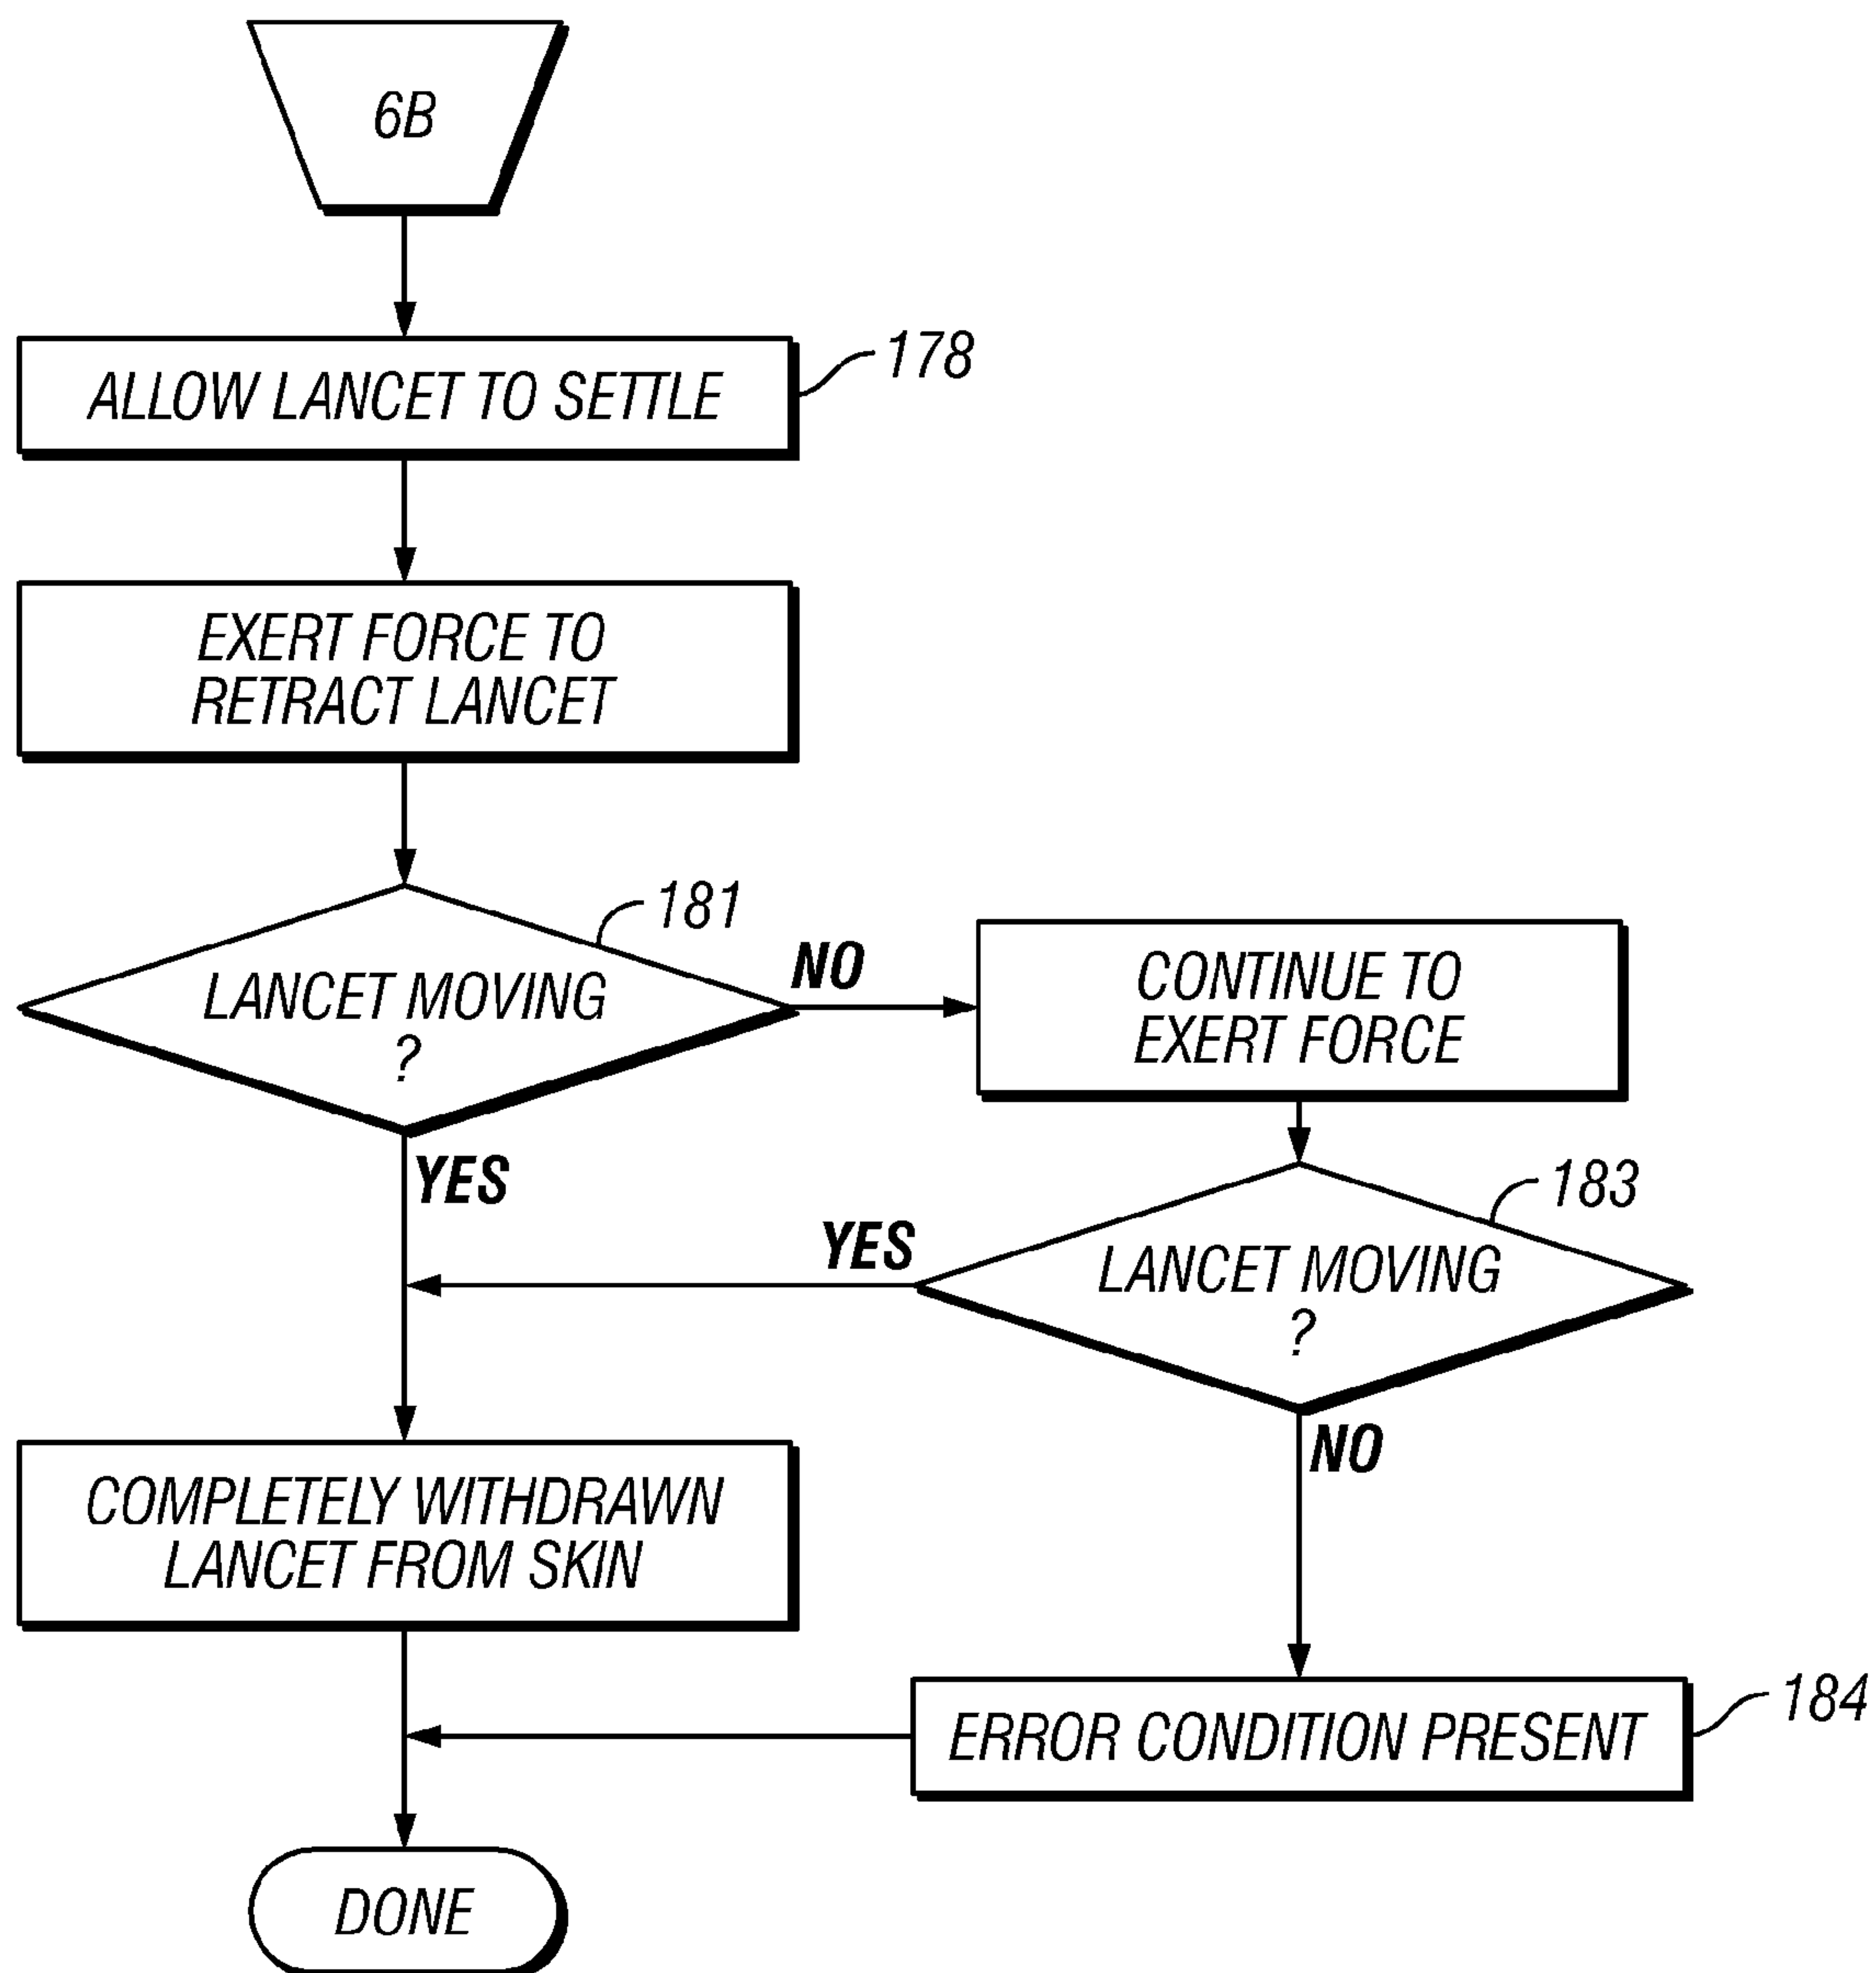 6B
ALLOW LANCET TO SETTLE
178
EXERT FORCE TO
RETRACT LANCET
181
LANCET MOVING
?
NO
CONTINUE TO
EXERT FORCE
YES
183
LANCET MOVING
?
YES
NO
COMPLETELY WITHDRAWN
LANCET FROM SKIN
184
ERROR CONDITION PRESENT
DONE